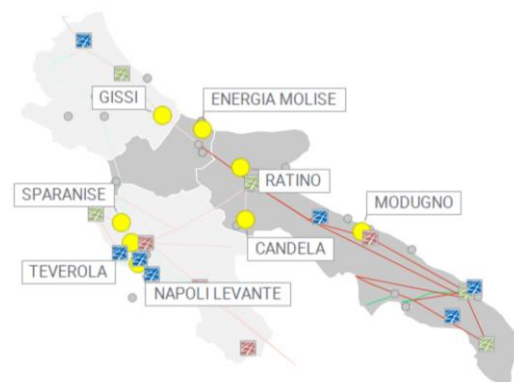 GISSI
ENERGIA MOLISE
RATINO
SPARANISE
MODUGNO
CANDELA
TEVEROLA
NAPOLI LEVANTE